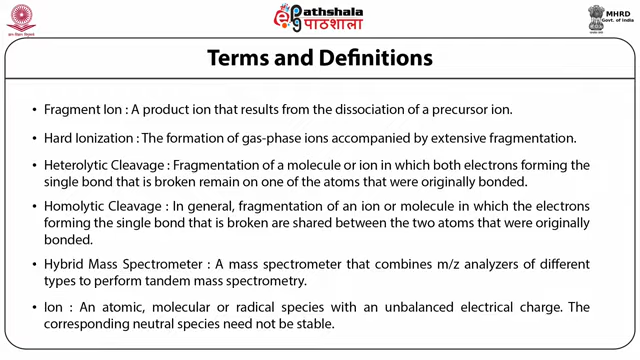 Pathshala
पाठशाला
MHRD
Govt. of India
Terms and Definitions
• Fragment Ion : A product ion that results from the dissociation of a precursor ion.
• Hard Ionization : The formation of gas-phase ions accompanied by extensive fragmentation.
• Heterolytic Cleavage : Fragmentation of a molecule or ion in which both electrons forming the
single bond that is broken remain on one of the atoms that were originally bonded.
• Homolytic Cleavage : In general, fragmentation of an ion or molecule in which the electrons
forming the single bond that is broken are shared between the two atoms that were originally
bonded.
• Hybrid Mass Spectrometer : A mass spectrometer that combines m/z analyzers of different
types to perform tandem mass spectrometry.
• Ion : An atomic, molecular or radical species with an unbalanced electrical charge. The
corresponding neutral species need not be stable.